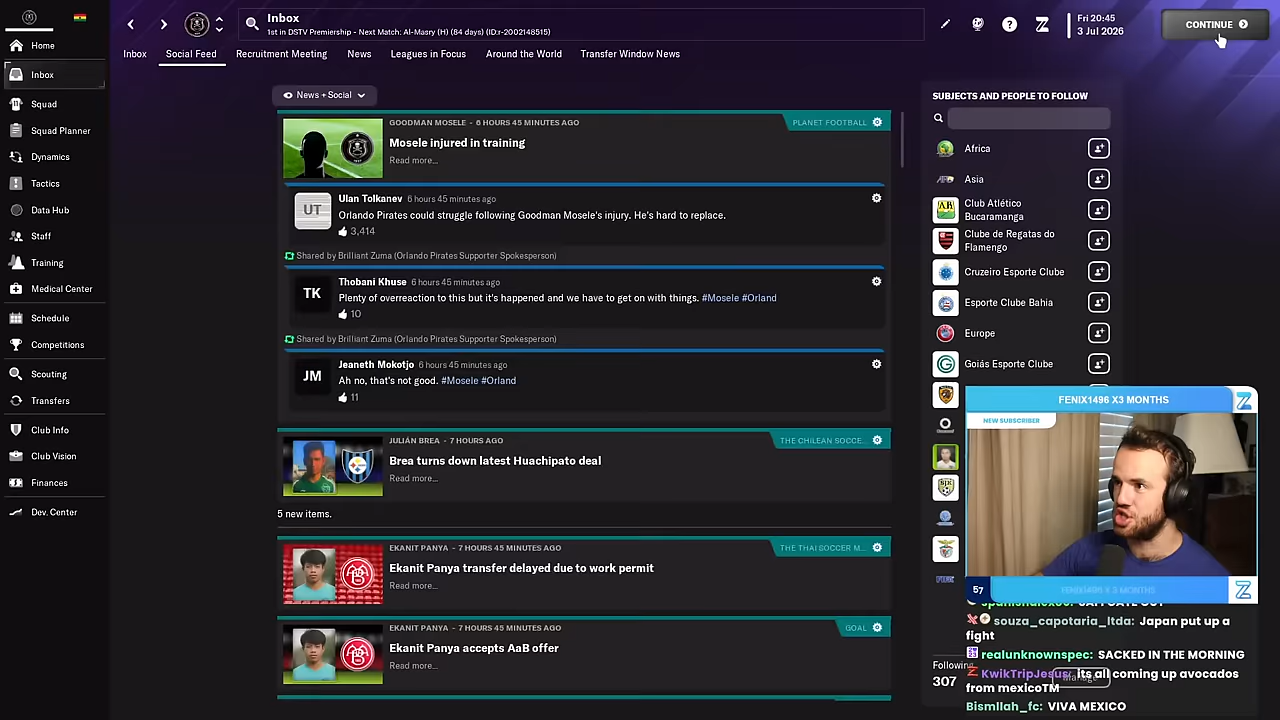 Inbox
1st in DSTV Premiership - Next Match: Al-Masry (H) (84 days) (ID:r-2002148515)
Fri 20:45
3 Jul 2026
CONTINUE
Inbox
Social Feed
Recruitment Meeting
News
Leagues in Focus
Around the World
Transfer Window News
Home
Inbox
Squad
Squad Planner
Dynamics
Tactics
Data Hub
Staff
Training
Medical Center
Schedule
Competitions
Scouting
Transfers
Club Info
Club Vision
Finances
Dev. Center
News + Social
GOODMAN MOSELE - 6 HOURS 45 MINUTES AGO
PLANET FOOTBALL
Mosele injured in training
Read more...
UT
Ulan Tolkanev 6 hours 45 minutes ago
Orlando Pirates could struggle following Goodman Mosele's injury. He's hard to replace.
3,414
Shared by Brilliant Zuma (Orlando Pirates Supporter Spokesperson)
TK
Thobani Khuse 6 hours 45 minutes ago
Plenty of overreaction to this but it's happened and we have to get on with things. #Mosele #Orland
10
Shared by Brilliant Zuma (Orlando Pirates Supporter Spokesperson)
JM
Jeaneth Mokotjo 6 hours 45 minutes ago
Ah no, that's not good. #Mosele #Orland
11
JULIÁN BREA - 7 HOURS AGO
THE CHILEAN SOCCE...
Brea turns down latest Huachipato deal
Read more...
5 new items.
EKANIT PANYA - 7 HOURS 45 MINUTES AGO
THE THAI SOCCER M...
Ekanit Panya transfer delayed due to work permit
Read more...
EKANIT PANYA - 7 HOURS 45 MINUTES AGO
GOAL
Ekanit Panya accepts AaB offer
Read more...
SUBJECTS AND PEOPLE TO FOLLOW
Africa
Asia
Club Atlético
Bucaramanga
Clube de Regatas do
Flamengo
Cruzeiro Esporte Clube
Esporte Clube Bahia
Europe
Goiás Esporte Clube
FENIX1496 X3 MONTHS
NEW SUBSCRIBER
57
FENIX1496 X 3 MONTHS
souza_capotaria_ltda: Japan put up a
fight
realunknownspec: SACKED IN THE MORNING
KwikTripJesus: Its all coming up avocados
from mexicoTM
Bismllah_fc: VIVA MEXICO
Following
307
Manage